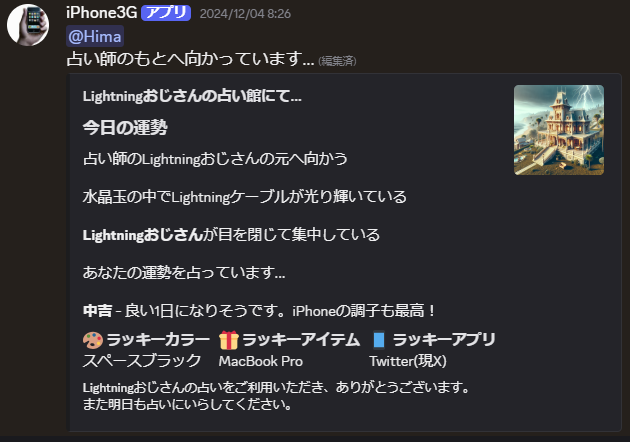 iPhone3G アプリ 2024/12/04 8:26
@Hima
占い師のもとへ向かっています... (編集済)
Lightningおじさんの占い館にて...
今日の運勢
占い師のLightningおじさんの元へ向かう
水晶玉の中でLightningケーブルが光り輝いている
Lightningおじさんが目を閉じて集中している
あなたの運勢を占っています...
中吉 - 良い1日になりそうです。iPhoneの調子も最高！
🎨 ラッキーカラー 🎁 ラッキーアイテム 📱 ラッキーアプリ
スペースブラック MacBook Pro Twitter(現X)
Lightningおじさんの占いをご利用いただき、ありがとうございます。
また明日も占いにいらしてください。